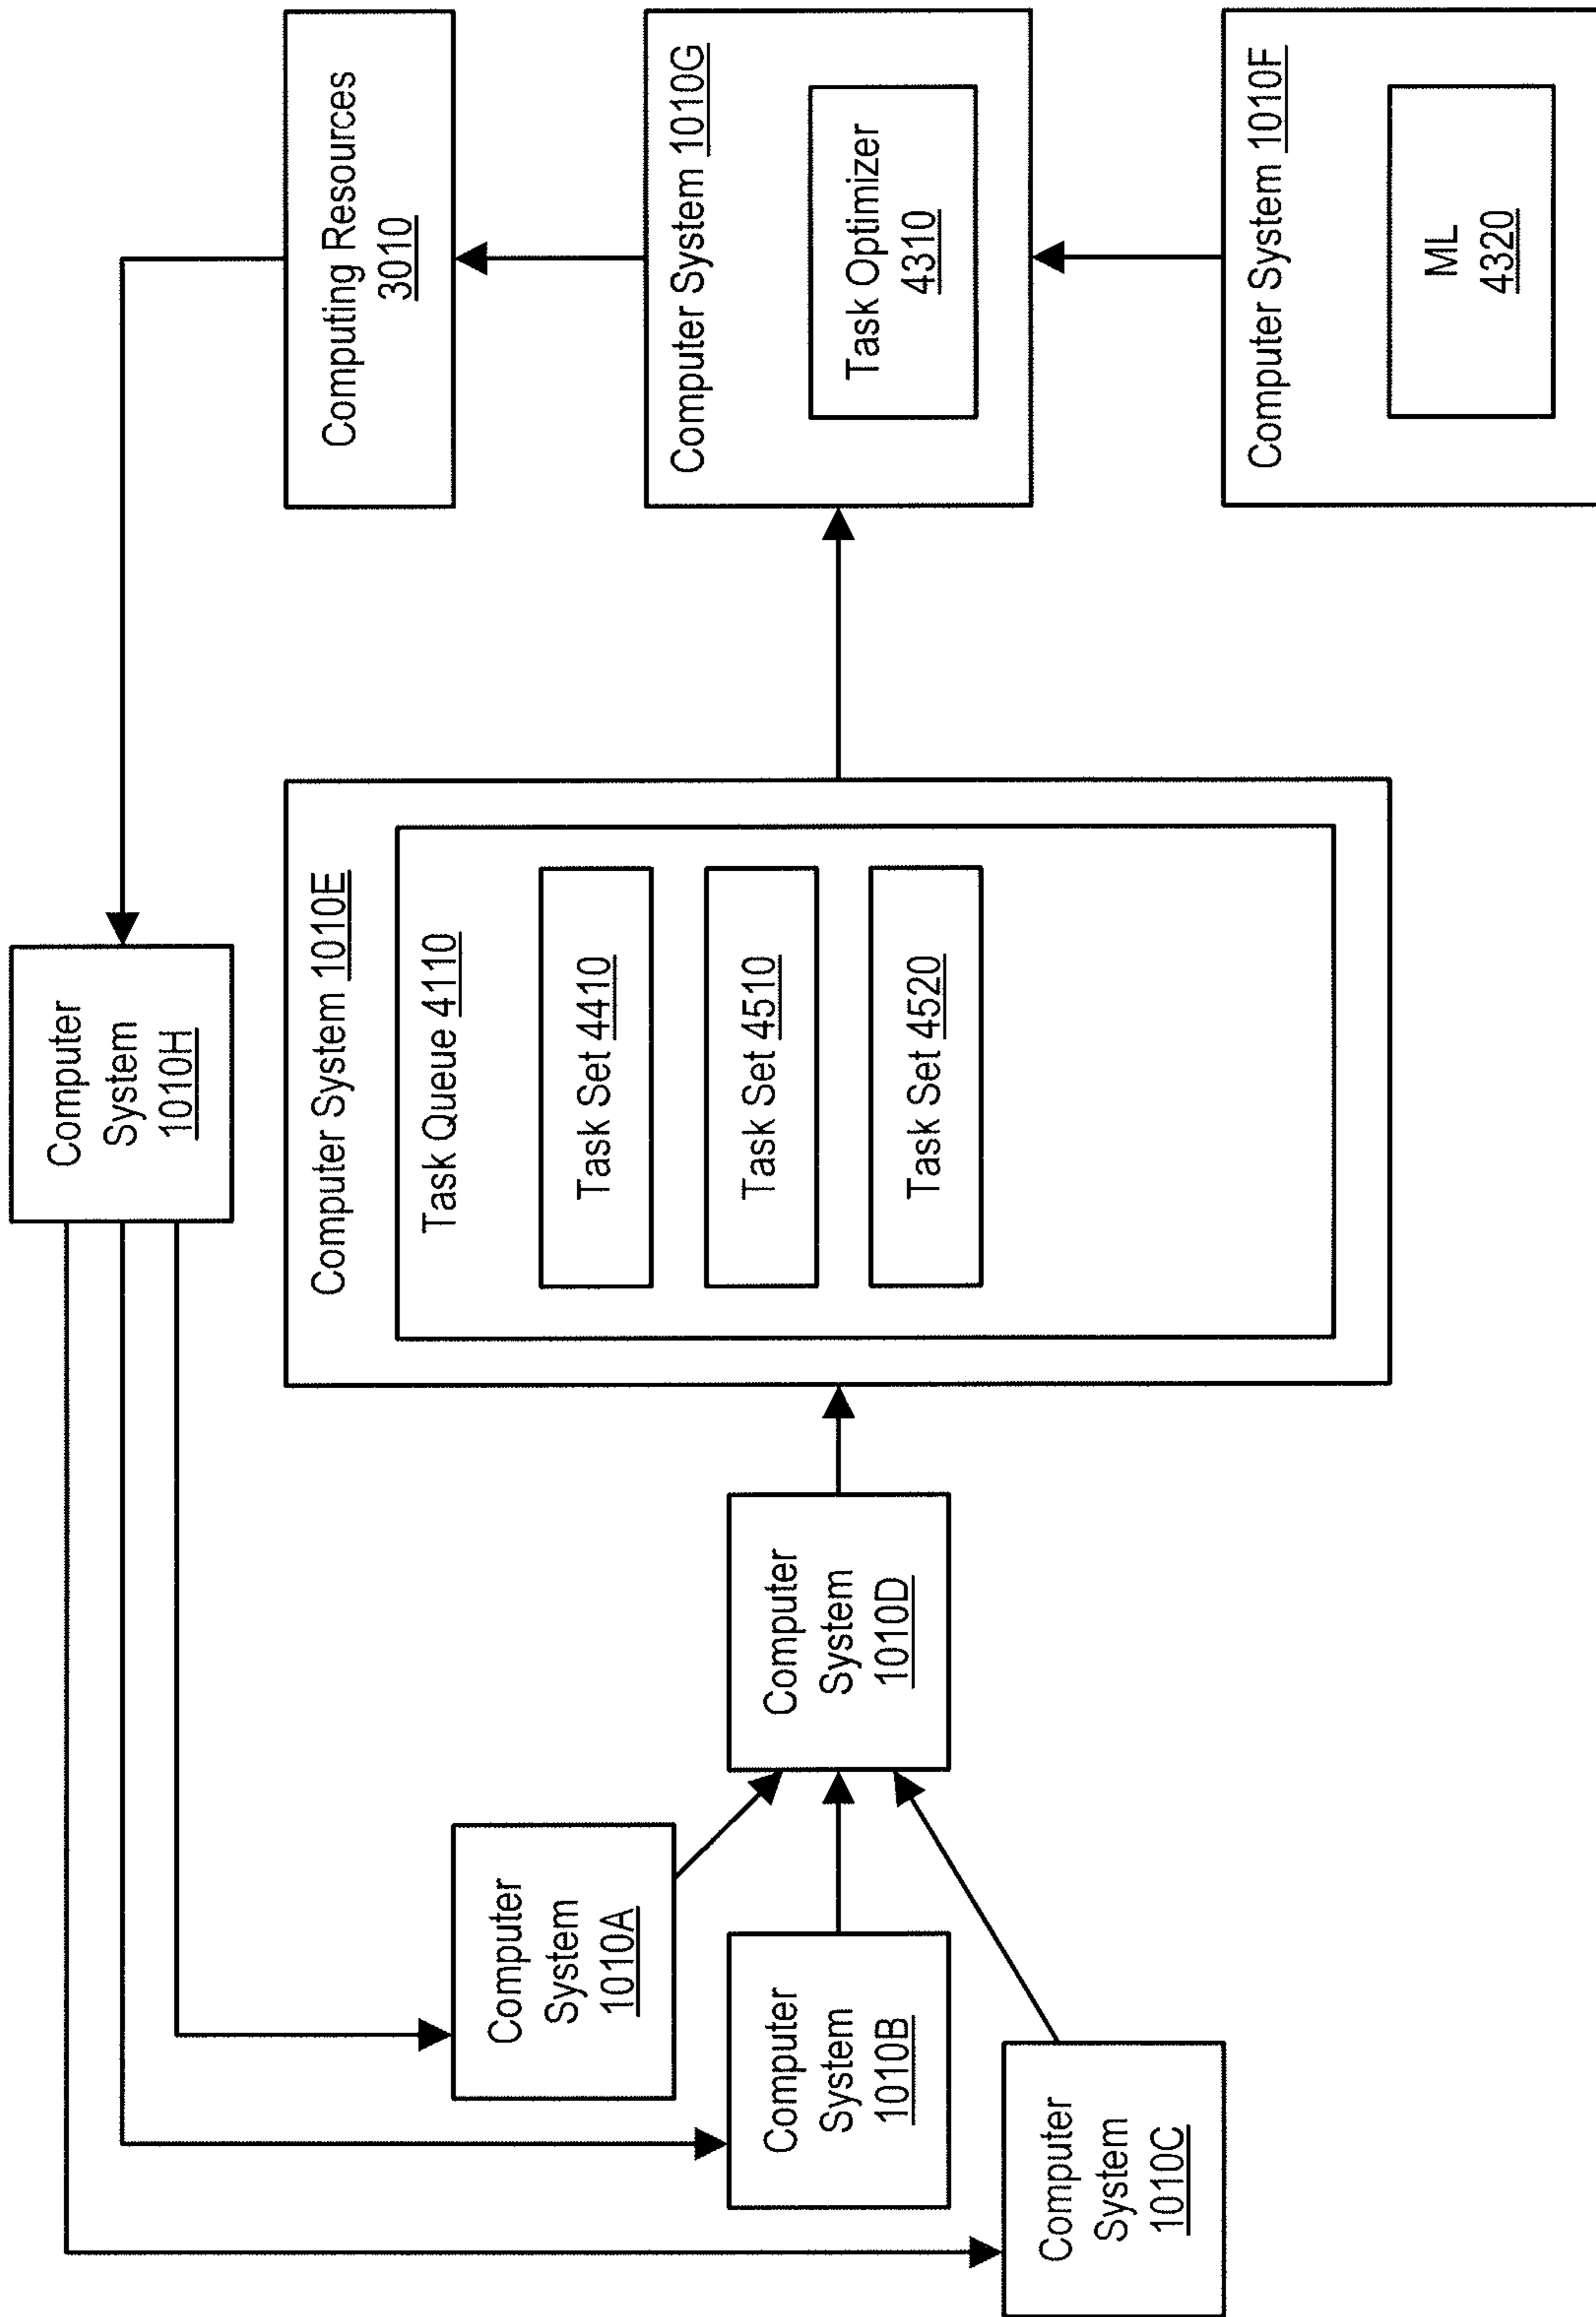 Computer
System
1010H
Computing Resources
3010
Computer System 1010E
Task Queue 4110
Task Set 4410
Task Set 4510
Task Set 4520
Computer System 1010G
Task Optimizer
4310
Computer
System
1010A
Computer
System
1010B
Computer
System
1010C
Computer
System
1010D
Computer System 1010F
ML
4320